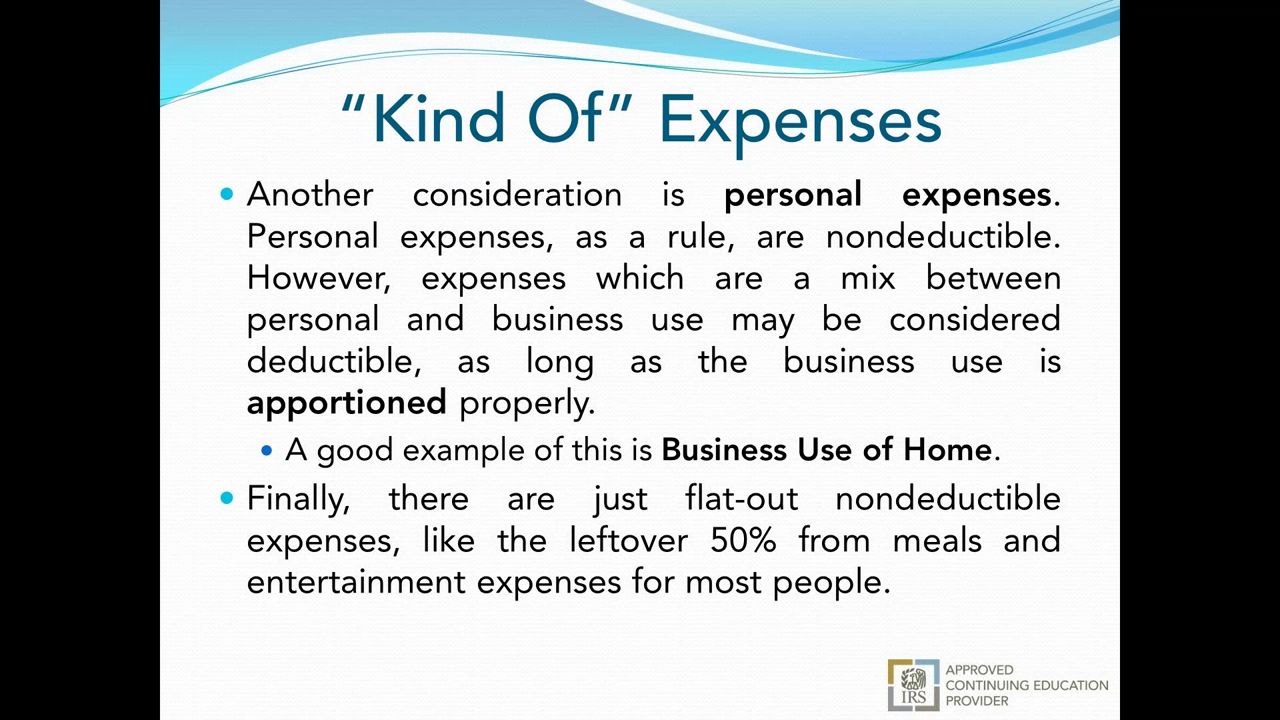 “Kind Of” Expenses
Another consideration is personal expenses.
Personal expenses, as a rule, are nondeductible.
However, expenses which are a mix between
personal and business use may be considered
deductible, as long as the business use is
apportioned properly.
A good example of this is Business Use of Home.
Finally, there are just flat-out nondeductible
expenses, like the leftover 50% from meals and
entertainment expenses for most people.
IRS
APPROVED
CONTINUING EDUCATION
PROVIDER